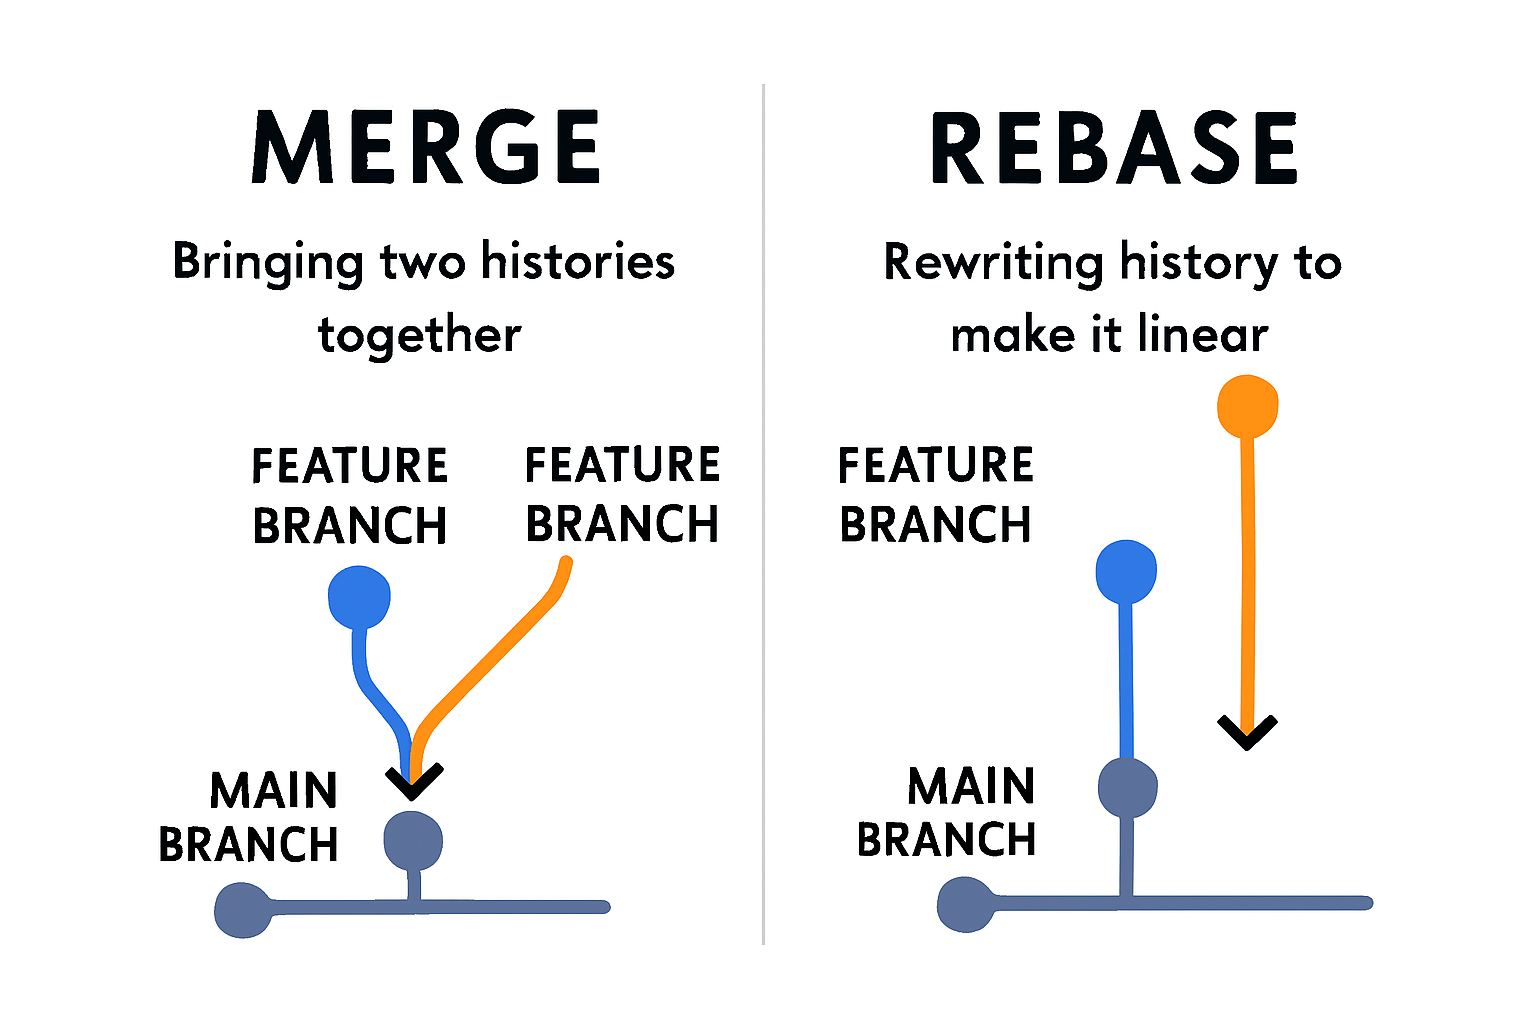 MERGE
Bringing two histories
together
FEATURE
BRANCH
FEATURE
BRANCH
MAIN
BRANCH
REBASE
Rewriting history to
make it linear
FEATURE
BRANCH
MAIN
BRANCH